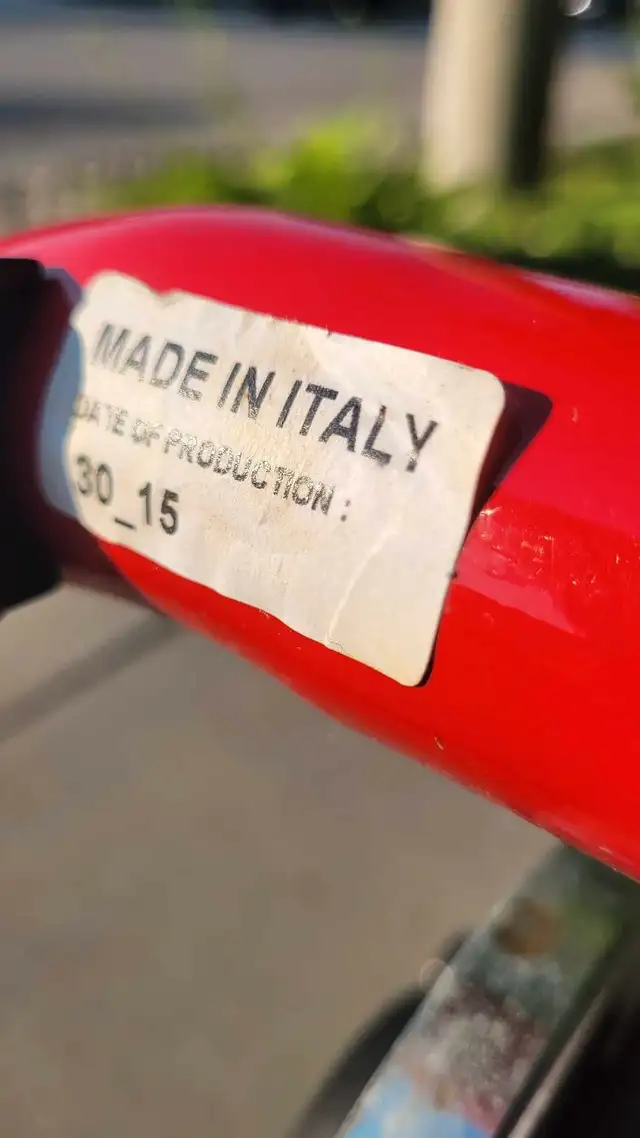 MADE IN ITALY
DATE OF PRODUCTION :
30_15